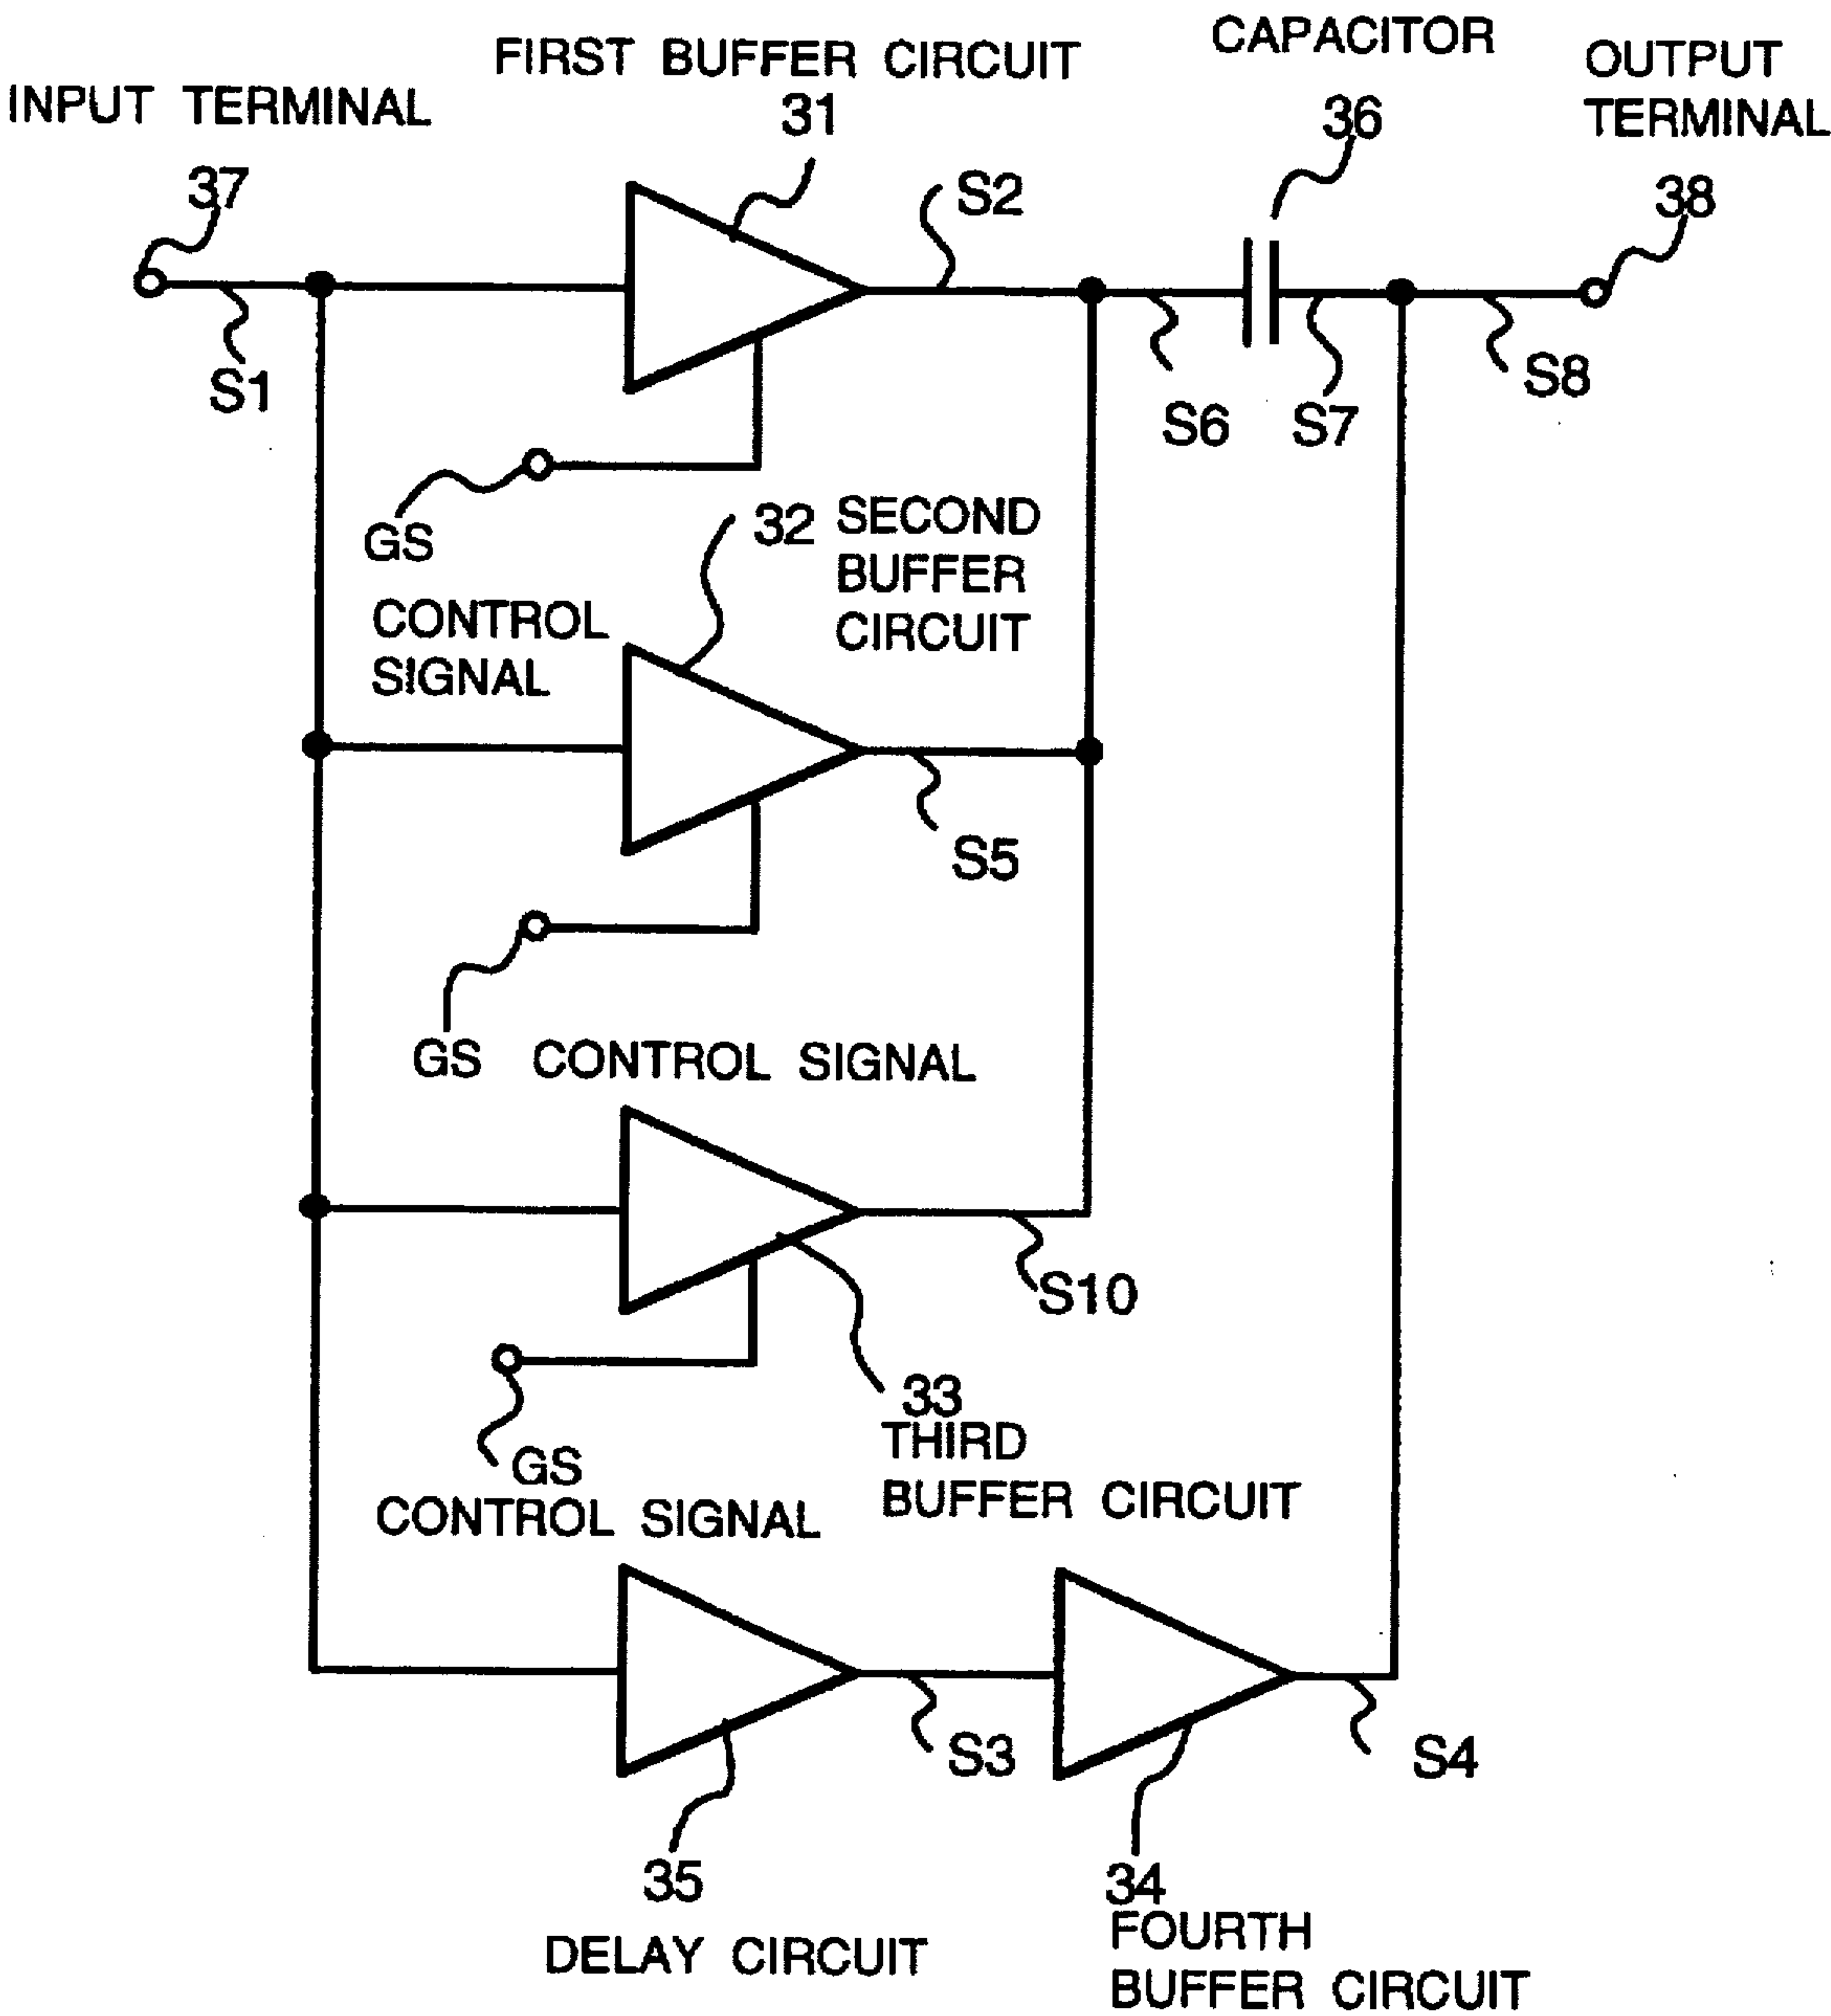 INPUT TERMINAL
37
FIRST BUFFER CIRCUIT
31
CAPACITOR
36
OUTPUT
TERMINAL
38
S1
S2
S6
S7
S8
GS
CONTROL
SIGNAL
32
SECOND
BUFFER
CIRCUIT
S5
GS CONTROL SIGNAL
S10
33
THIRD
BUFFER CIRCUIT
GS
CONTROL SIGNAL
S3
S4
35
DELAY CIRCUIT
34
FOURTH
BUFFER CIRCUIT